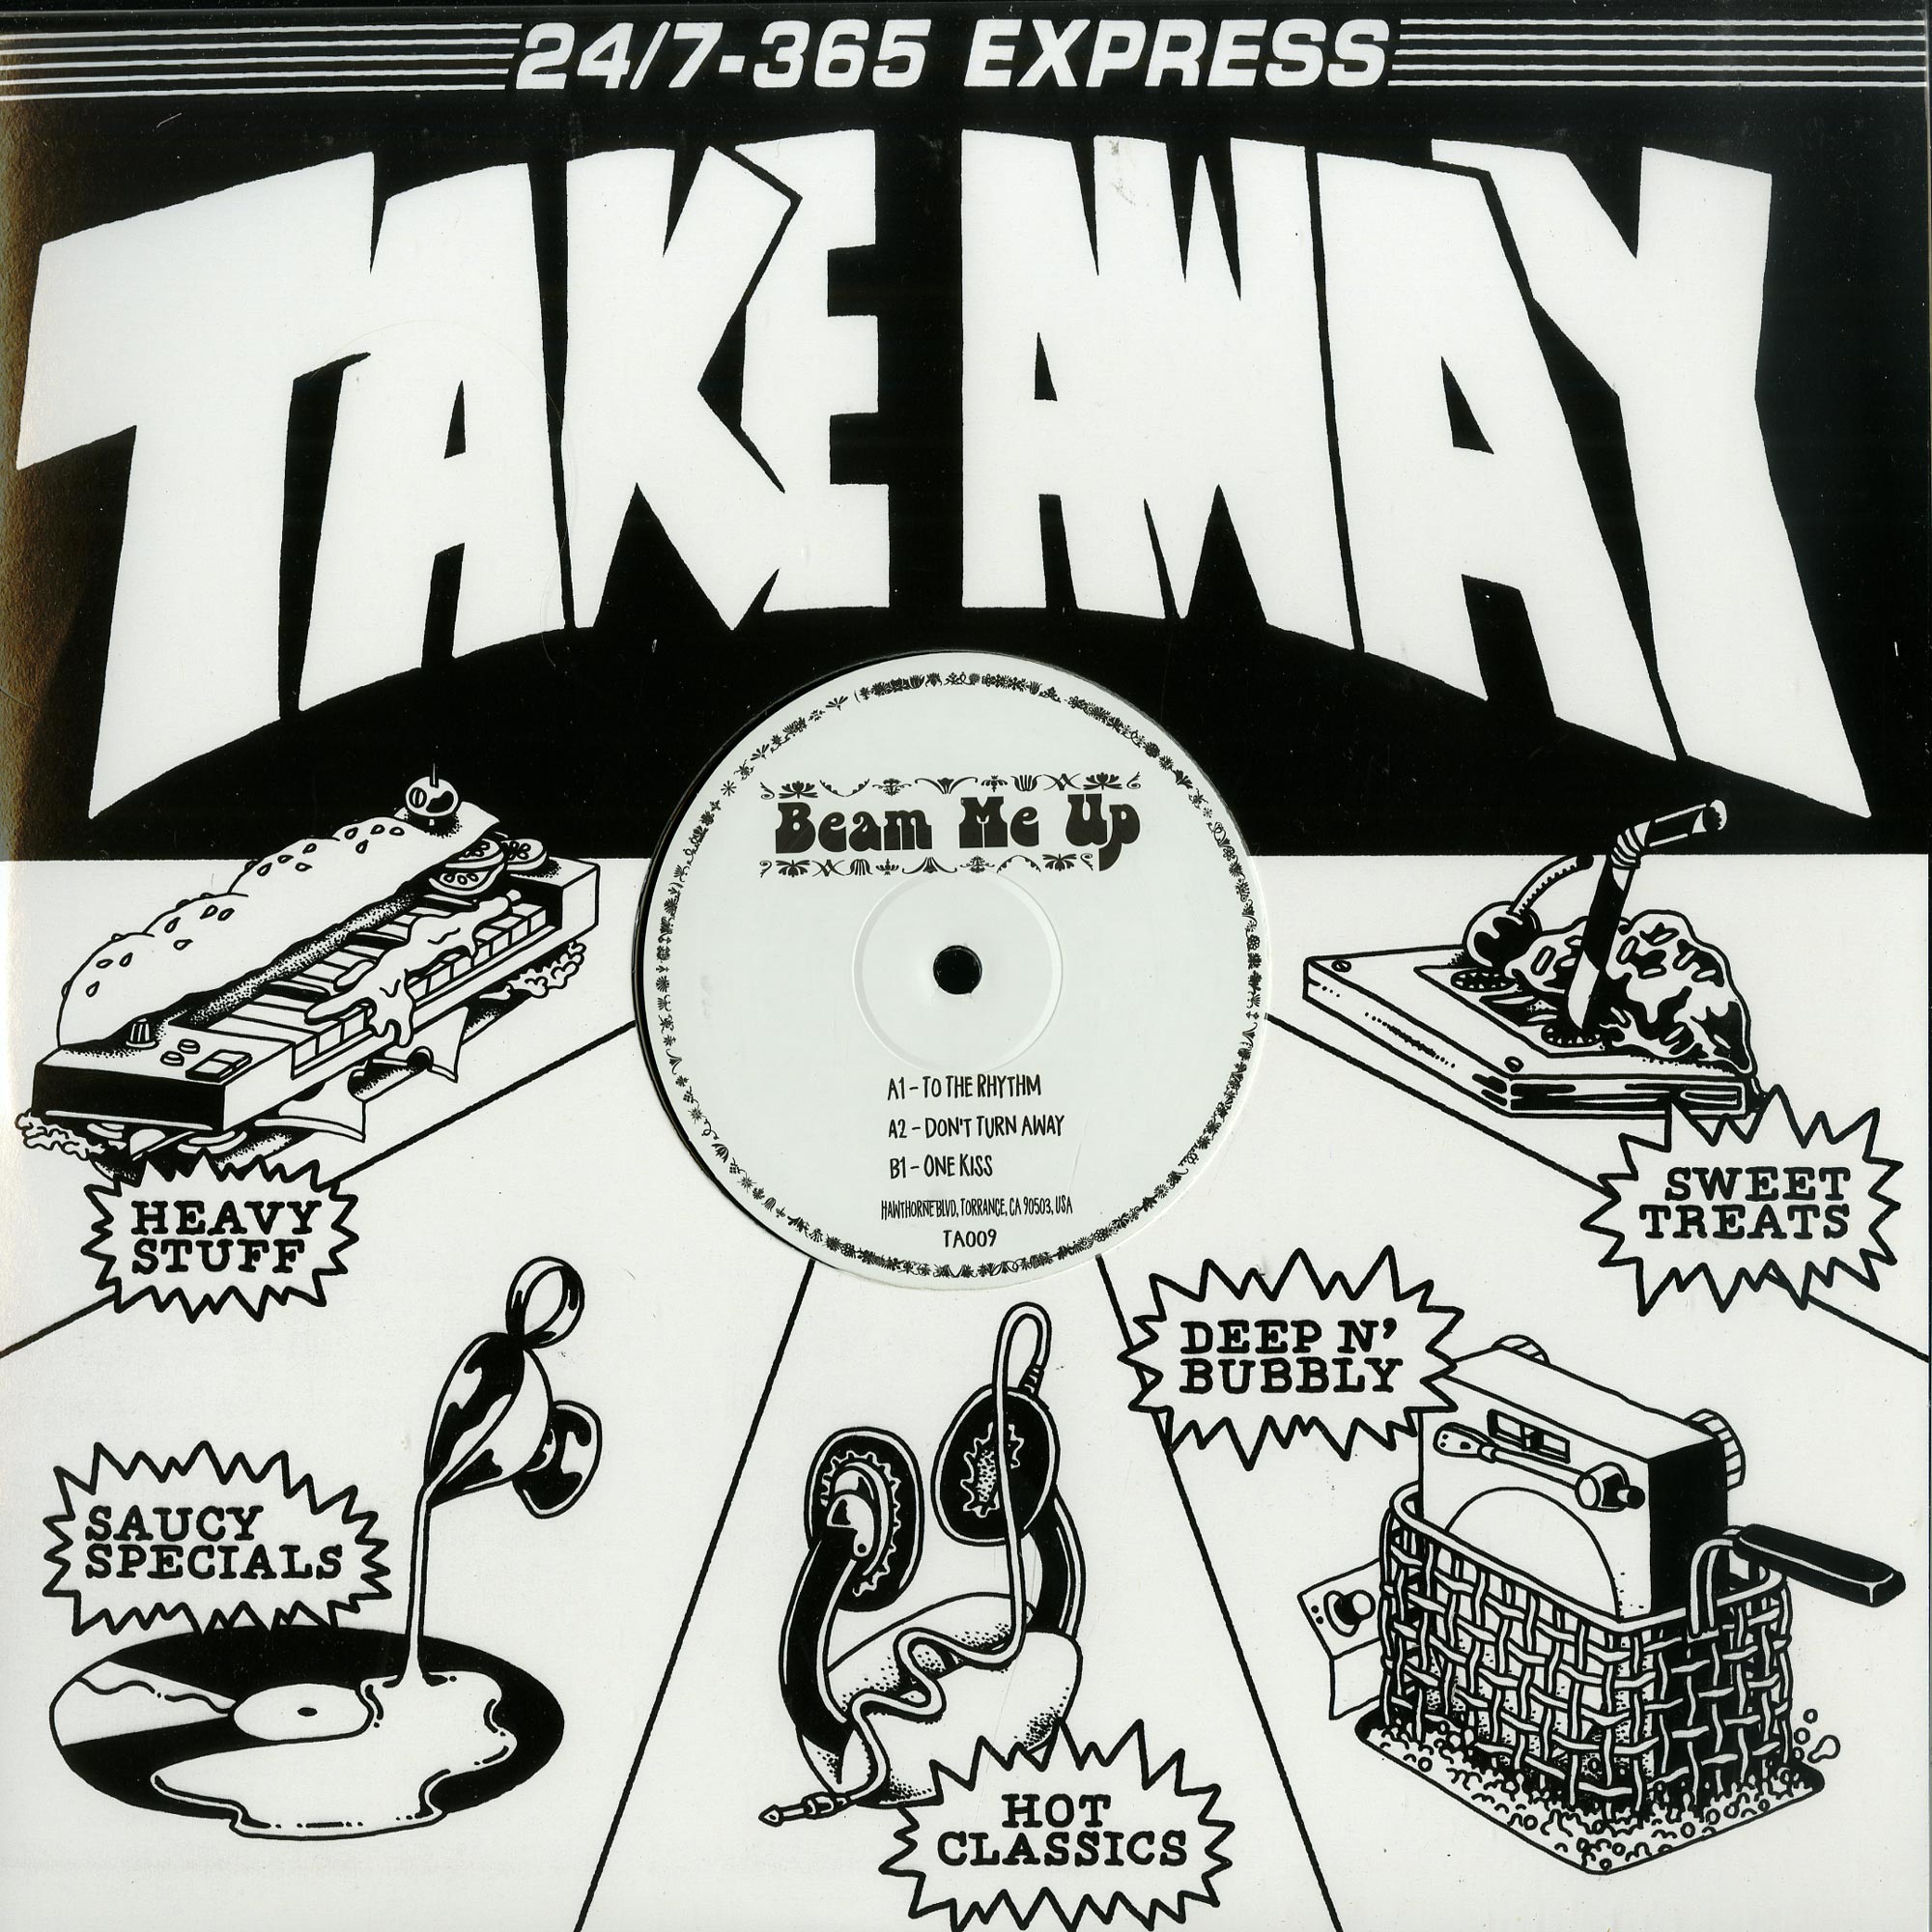 24/7-365 EXPRESS
TAKE AWAY
Beam Me Up
A1 - TO THE RHYTHM
A2 - DON'T TURN AWAY
B1 - ONE KISS
HAWTHORNE BLVD, TORRANCE, CA 90503, USA
TA009
HEAVY
STUFF
SWEET
TREATS
DEEP N'
BUBBLY
SAUCY
SPECIALS
HOT
CLASSICS